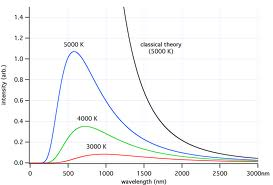 1.4
1.2
1.0
0.8
0.6
0.4
0.2
0.0
intensity (arb.)
5000 K
classical theory
(5000 K)
4000 K
3000 K
0 500 1000 1500 2000 2500 3000nm
wavelength (nm)